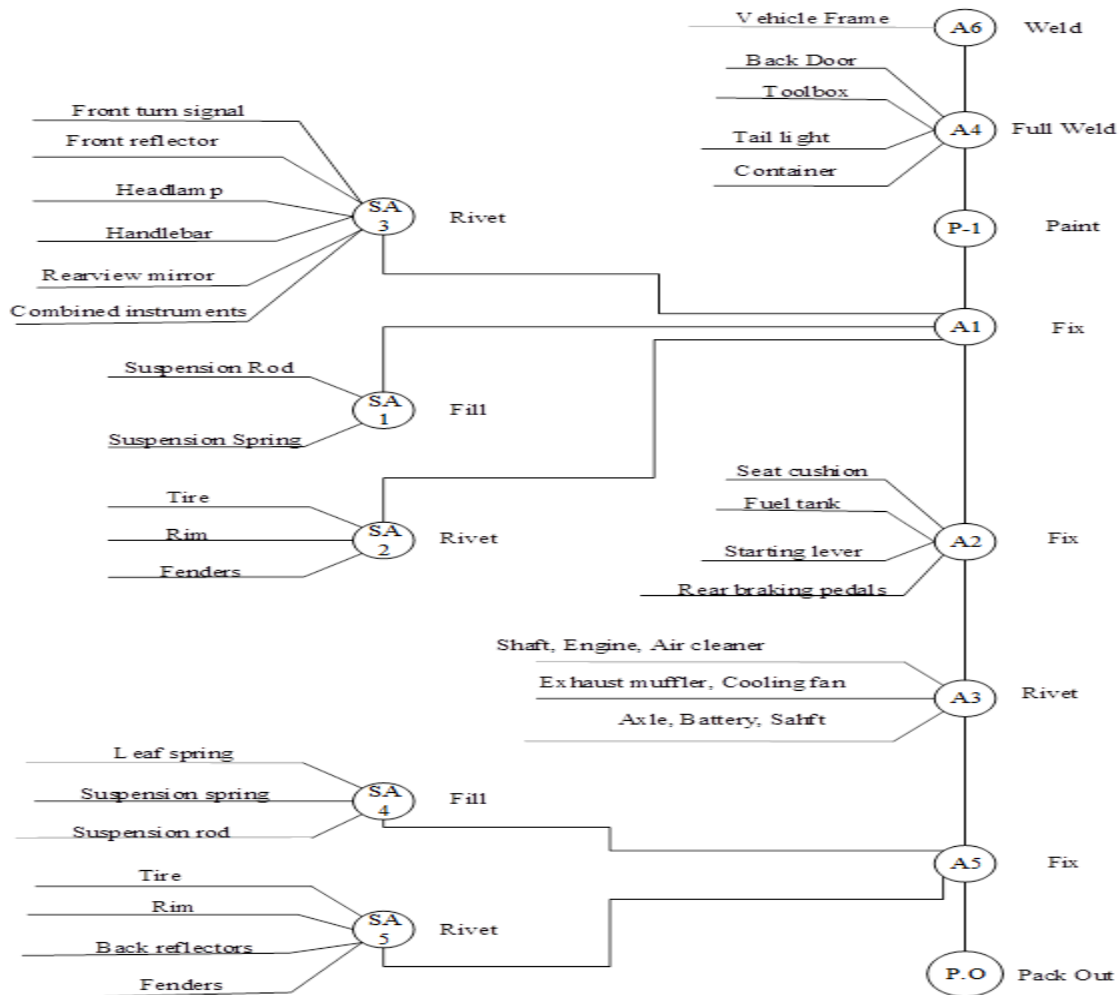 Vehicle Frame
A6
Weld
Back Door
Toolbox
Tail light
Container
A4
Full Weld
P-1
Paint
Front turn signal
Front reflector
Headlamp
Handlebar
Rearview mirror
Combined instruments
SA
3
Rivet
A1
Fix
Suspension Rod
Suspension Spring
SA
1
Fill
Tire
Rim
Fenders
SA
2
Rivet
Seat cushion
Fuel tank
Starting lever
Rear braking pedals
A2
Fix
Shaft, Engine, Air cleaner
Exhaust muffler, Cooling fan
Axle, Battery, Sahft
A3
Rivet
Leaf spring
Suspension spring
Suspension rod
SA
4
Fill
A5
Fix
Tire
Rim
Back reflectors
Fenders
SA
5
Rivet
P.O
Pack Out